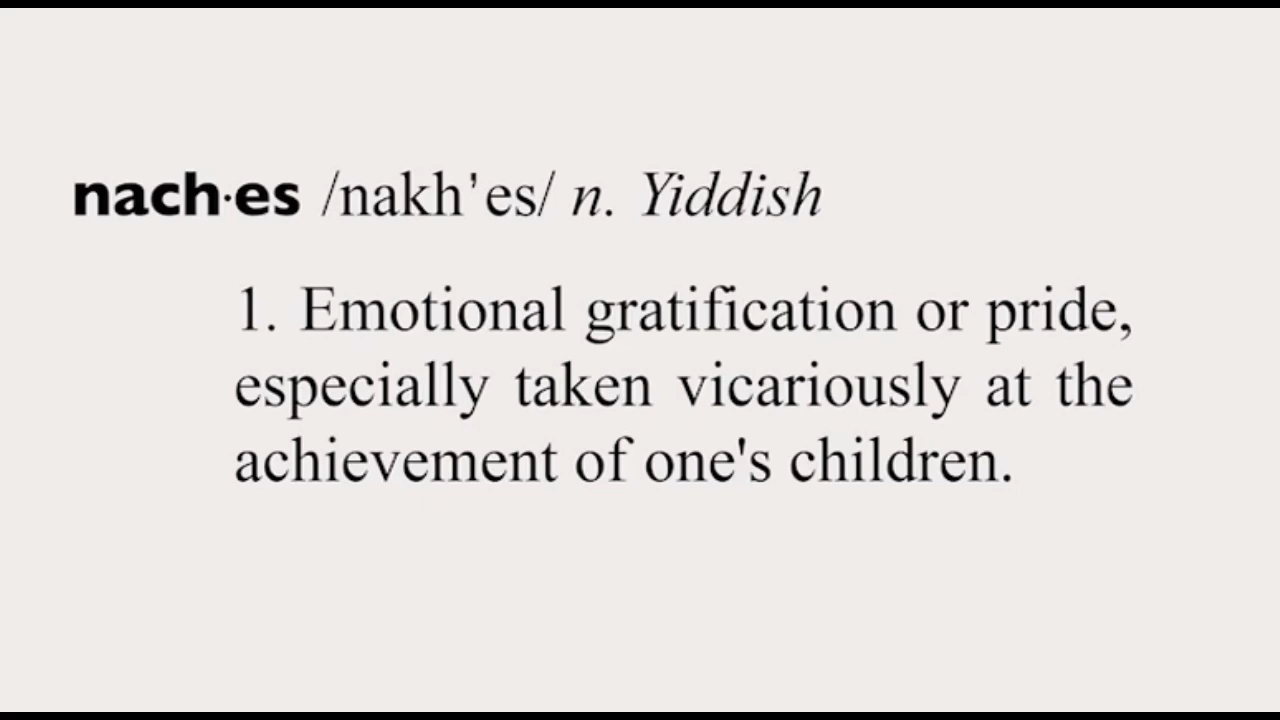 nach·es /nakh'es/ n. Yiddish
1. Emotional gratification or pride,
especially taken vicariously at the
achievement of one's children.